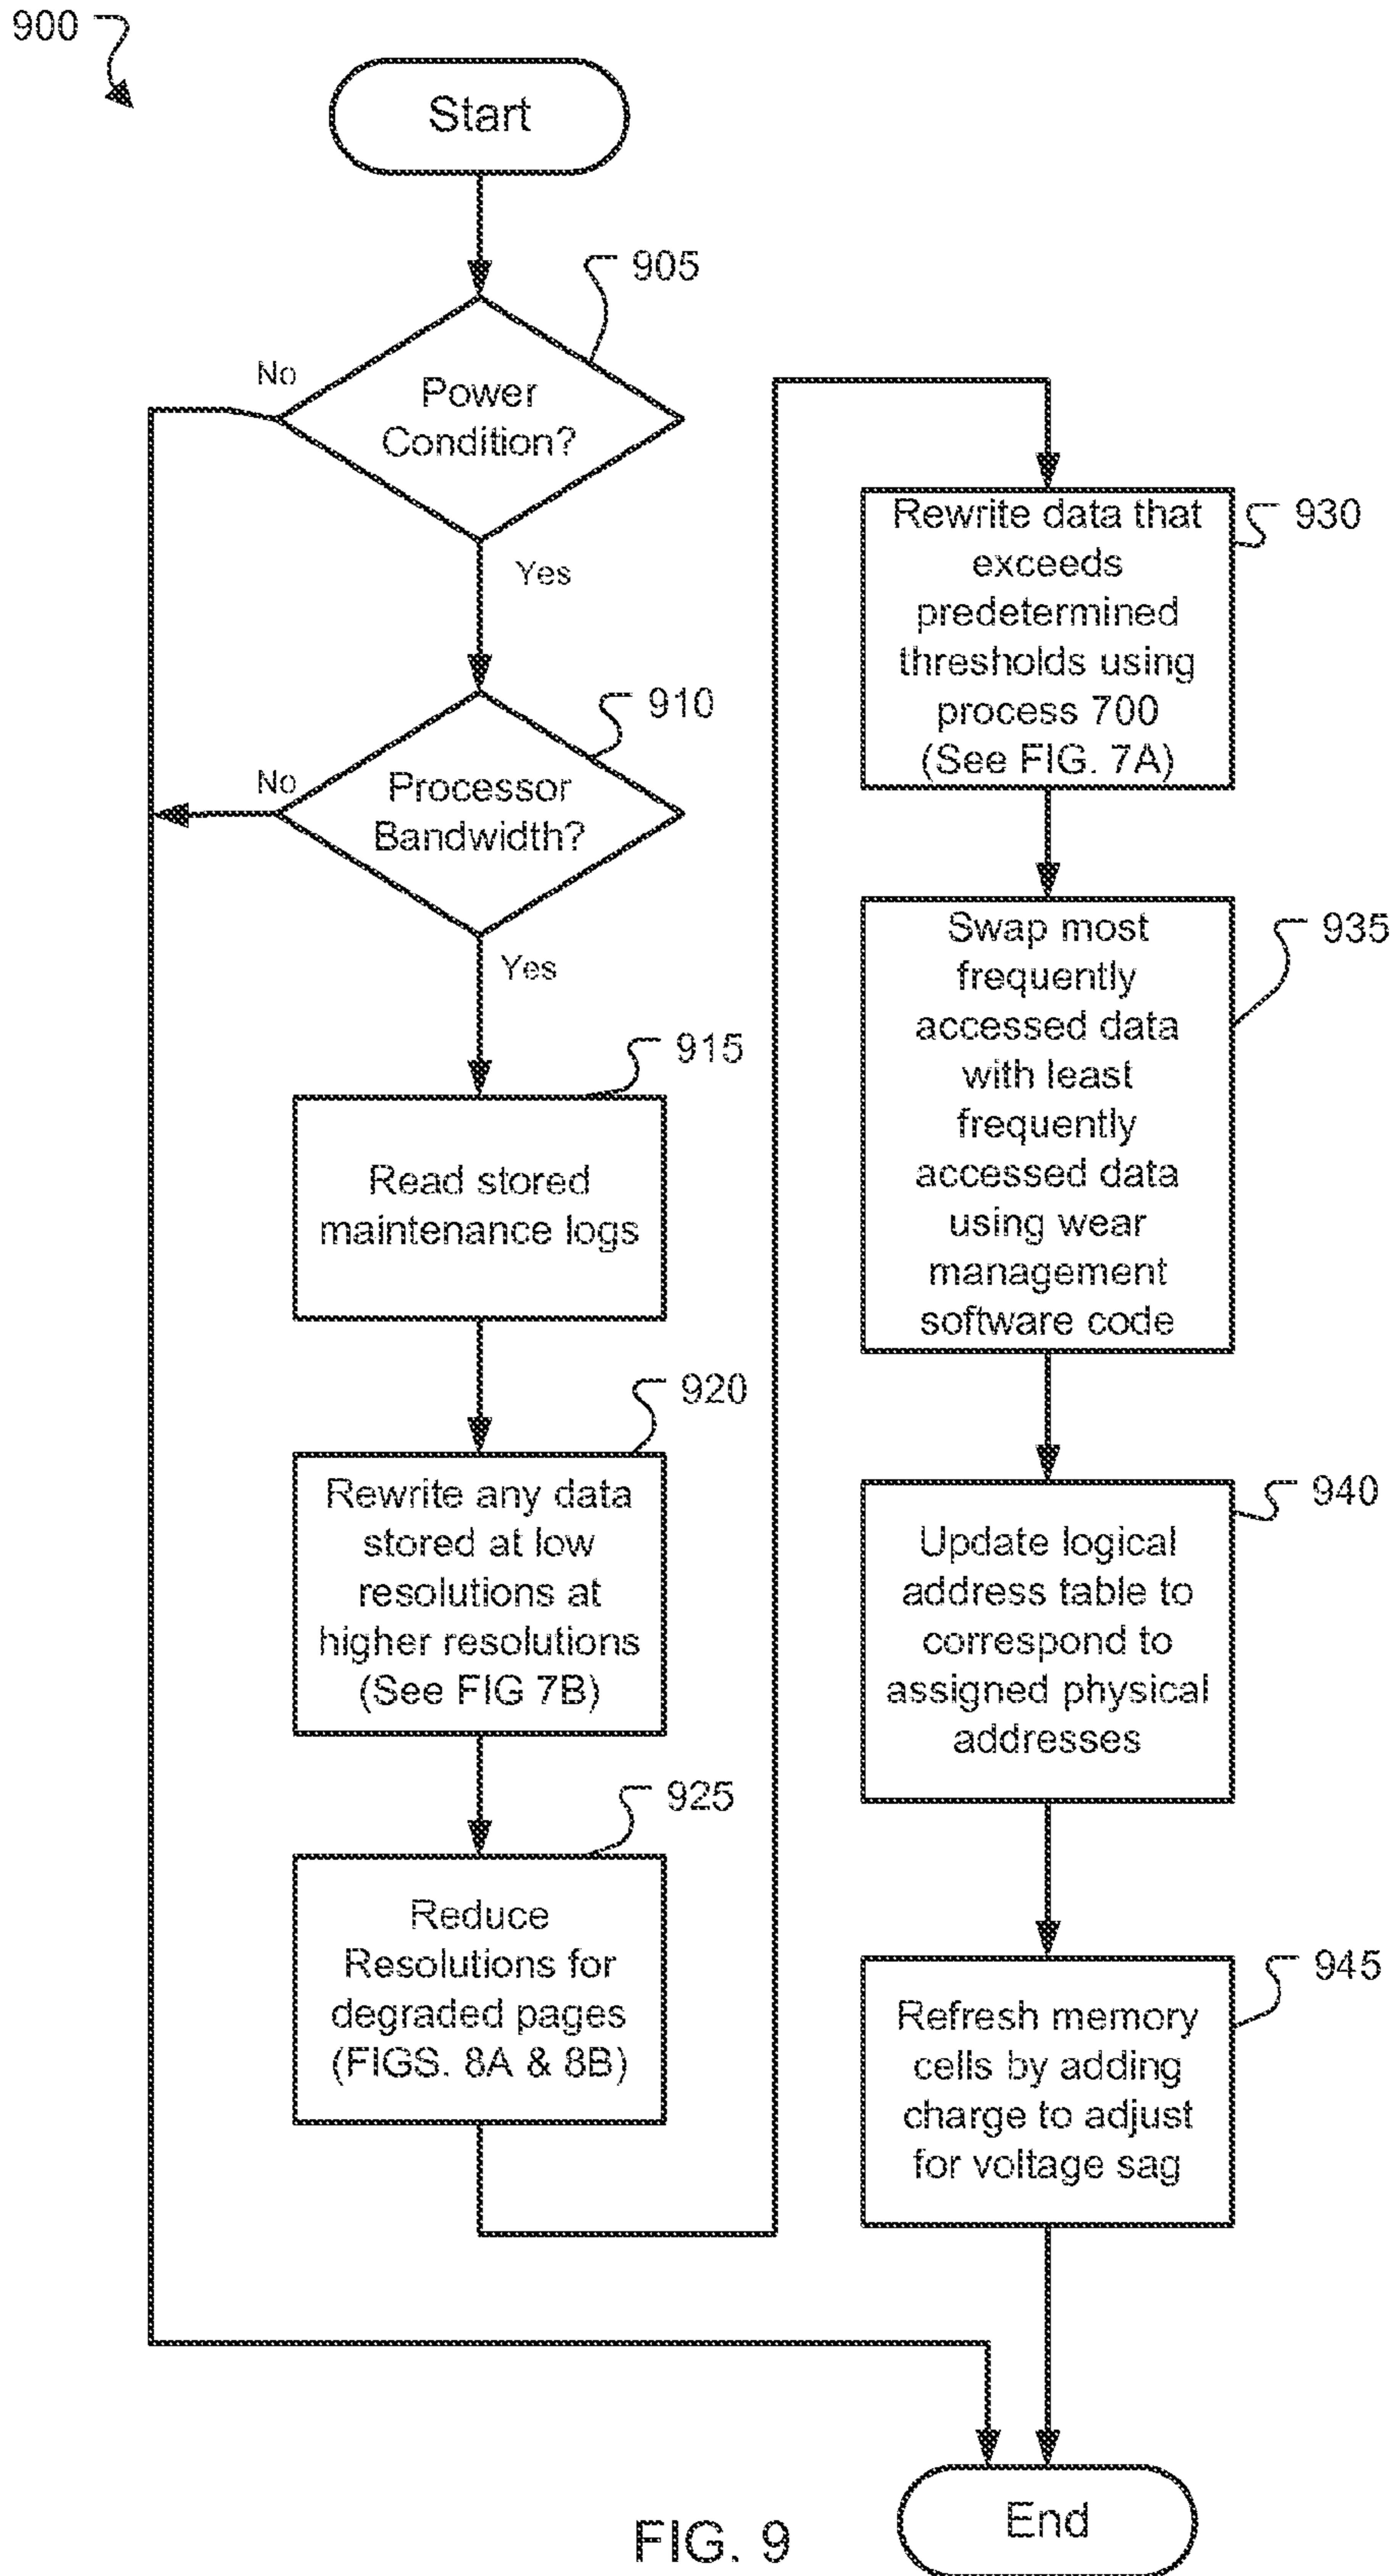 900
Start
905
No
Power
Condition?
Yes
910
No
Processor
Bandwidth?
Yes
915
Read stored
maintenance logs
920
Rewrite any data
stored at low
resolutions at
higher resolutions
(See FIG 7B)
925
Reduce
Resolutions for
degraded pages
(FIGS. 8A & 8B)
930
Rewrite data that
exceeds
predetermined
thresholds using
process 700
(See FIG. 7A)
935
Swap most
frequently
accessed data
with least
frequently
accessed data
using wear
management
software code
940
Update logical
address table to
correspond to
assigned physical
addresses
945
Refresh memory
cells by adding
charge to adjust
for voltage sag
End
FIG. 9